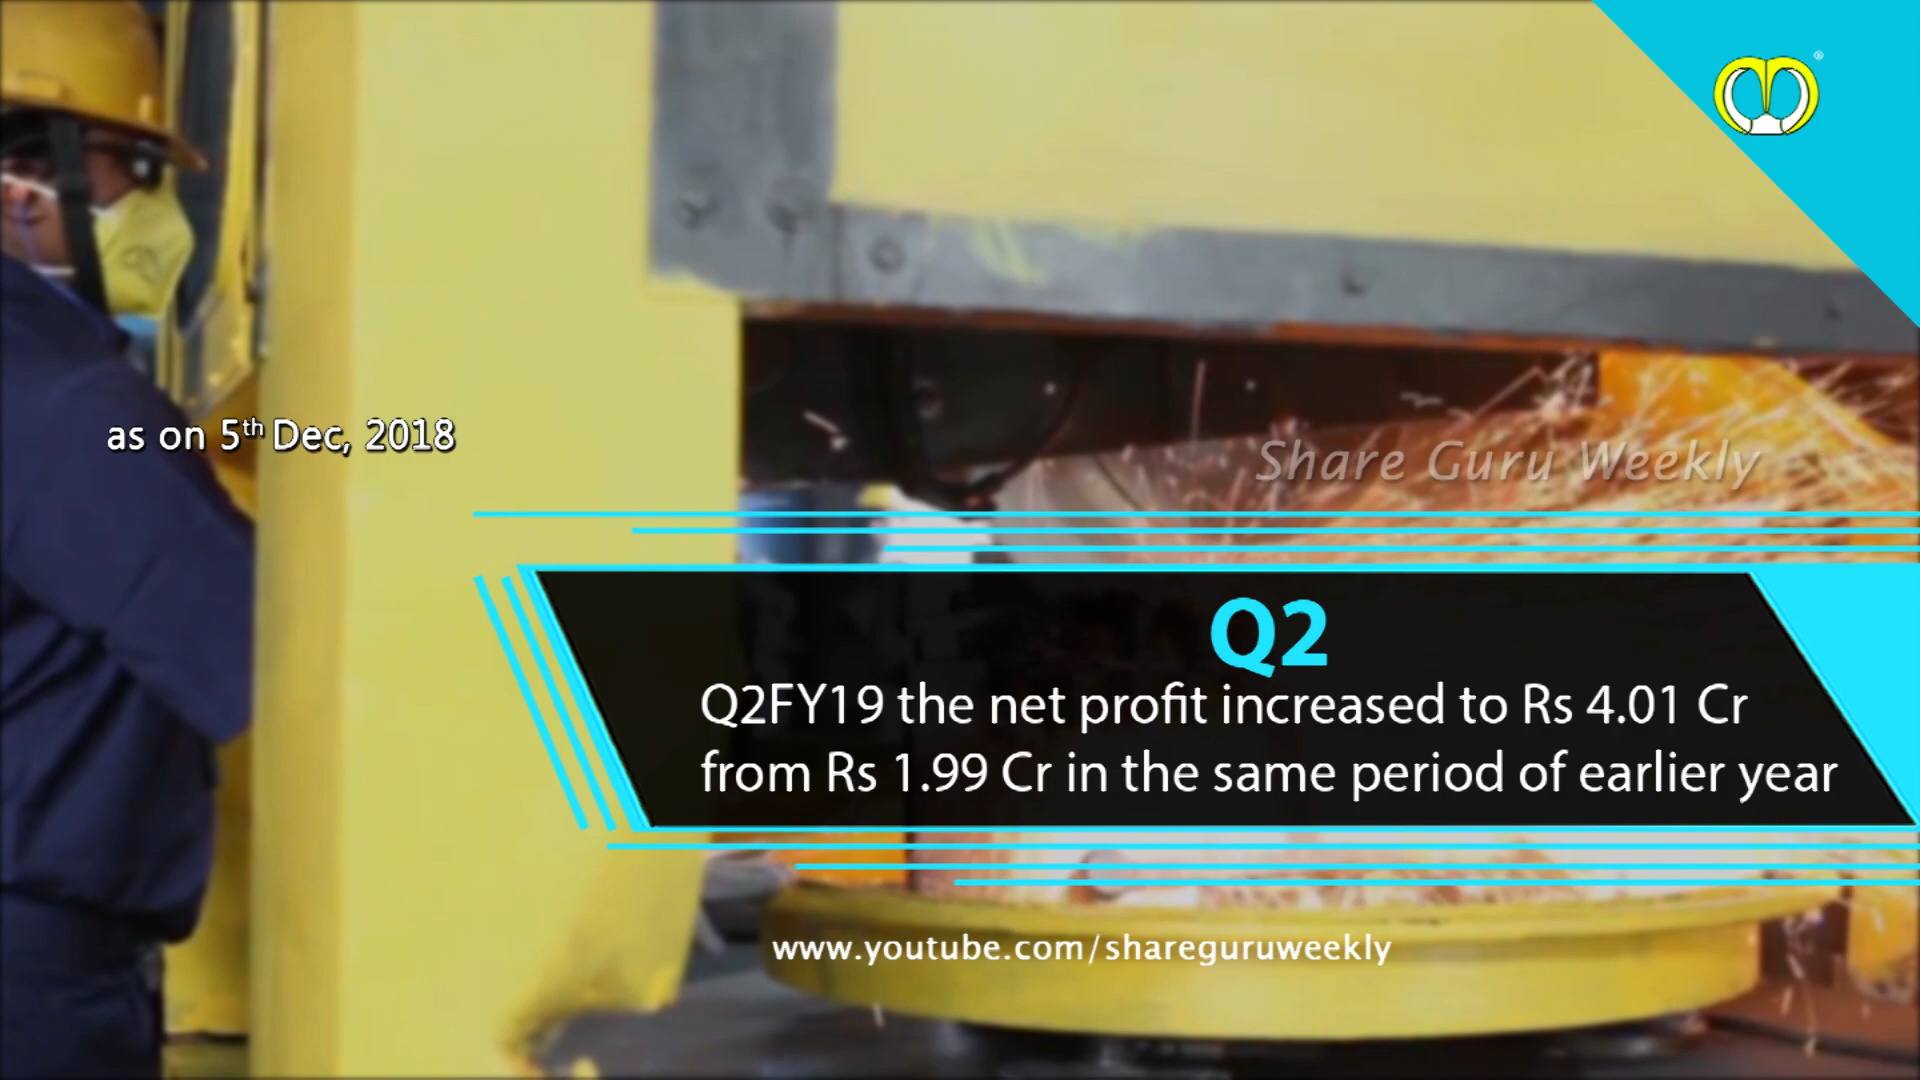 as on 5th Dec, 2018
Share Guru Weekly
Q2
Q2FY19 the net profit increased to Rs 4.01 Cr
from Rs 1.99 Cr in the same period of earlier year
www.youtube.com/shareguruweekly
®